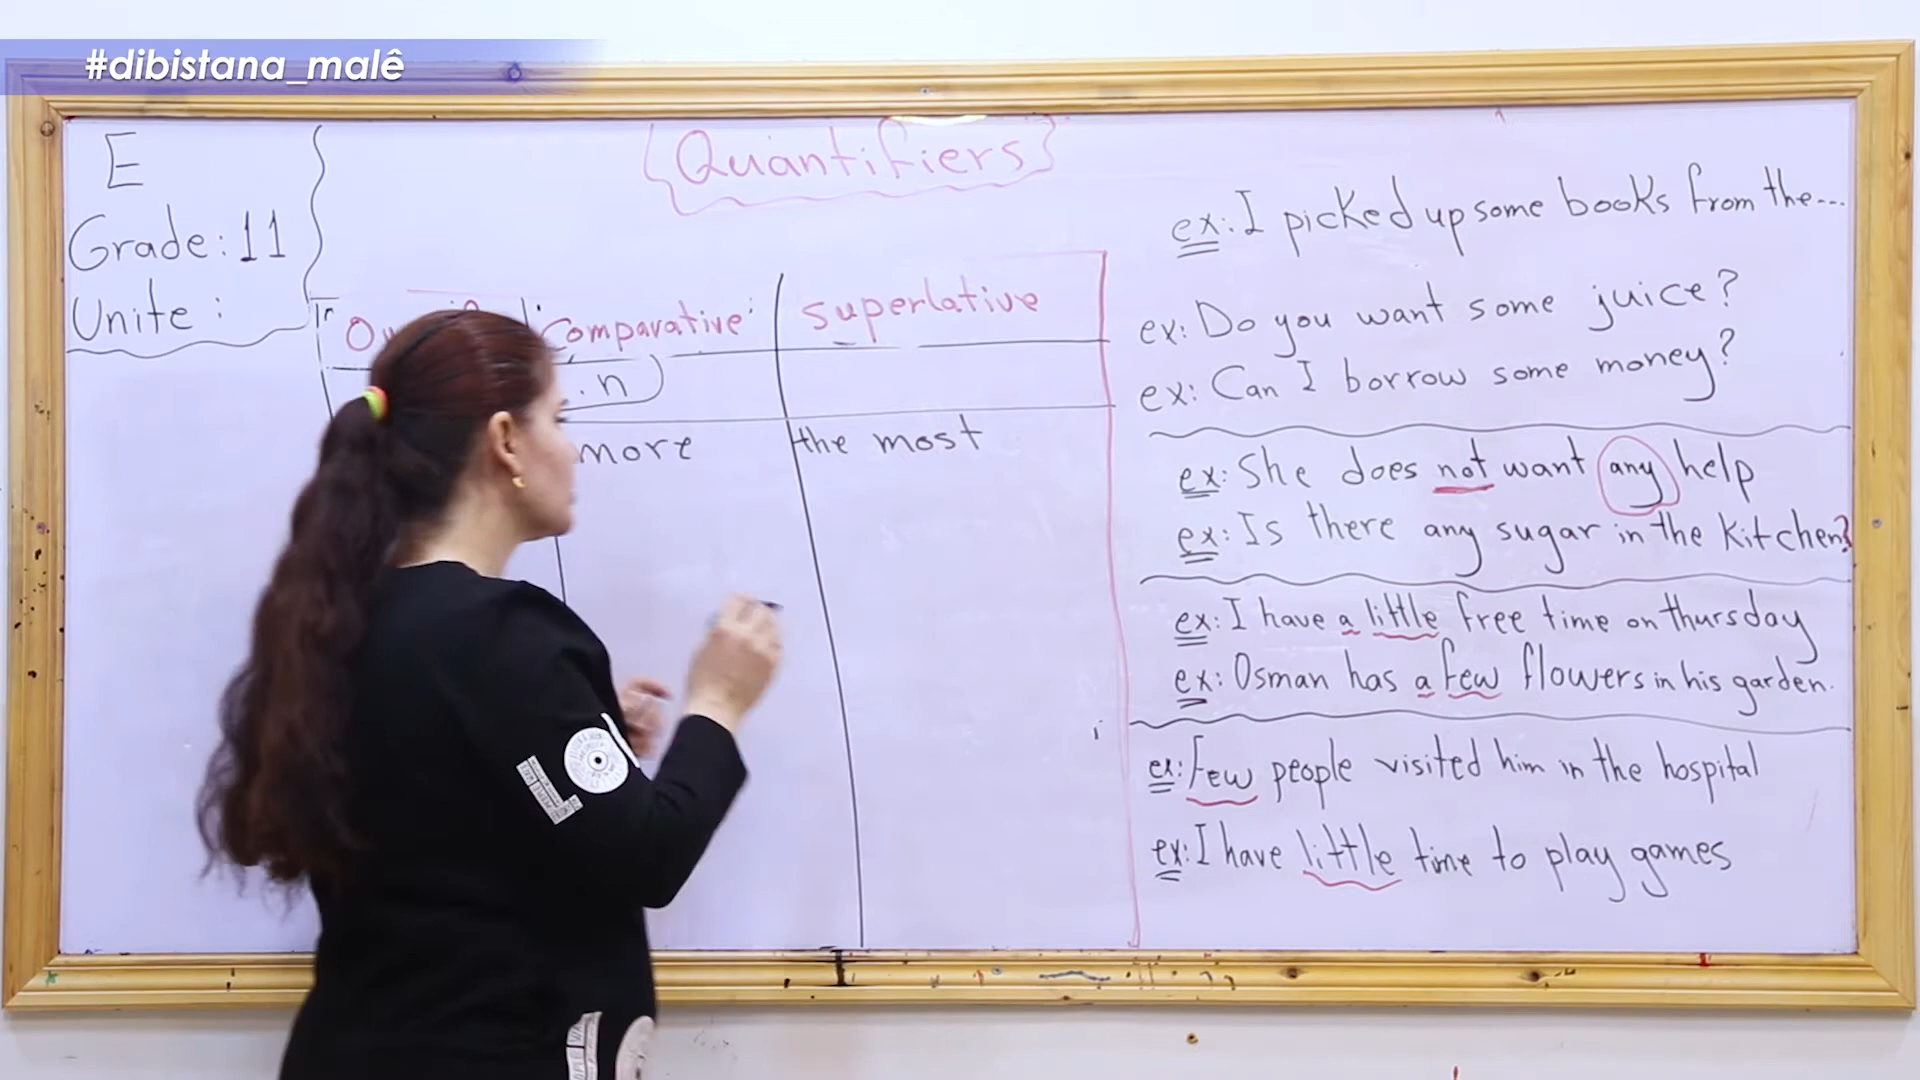 #dibistana_malê
E
Grade: 11
Unite :
Quantifiers
comparative
superlative
. n
more
the most
ex: I picked up some books from the...
ex: Do you want some juice?
ex: Can I borrow some money?
ex: She does not want any help
ex: Is there any sugar in the kitchen?
ex: I have a little free time on thursday
ex: Osman has a few flowers in his garden.
ex: Few people visited him in the hospital
ex: I have little time to play games